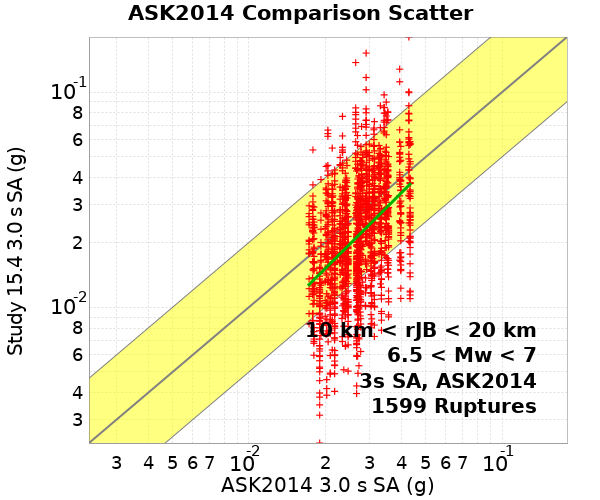 ASK2014 Comparison Scatter
Study 15.4 3.0 s SA (g)
10^-1
8
6
4
3
2
10^-2
8
6
4
3
10 km < rJB < 20 km
6.5 < Mw < 7
3s SA, ASK2014
1599 Ruptures
3 4 5 6 7 10^-2 2 3 4 5 6 7 10^-1
ASK2014 3.0 s SA (g)